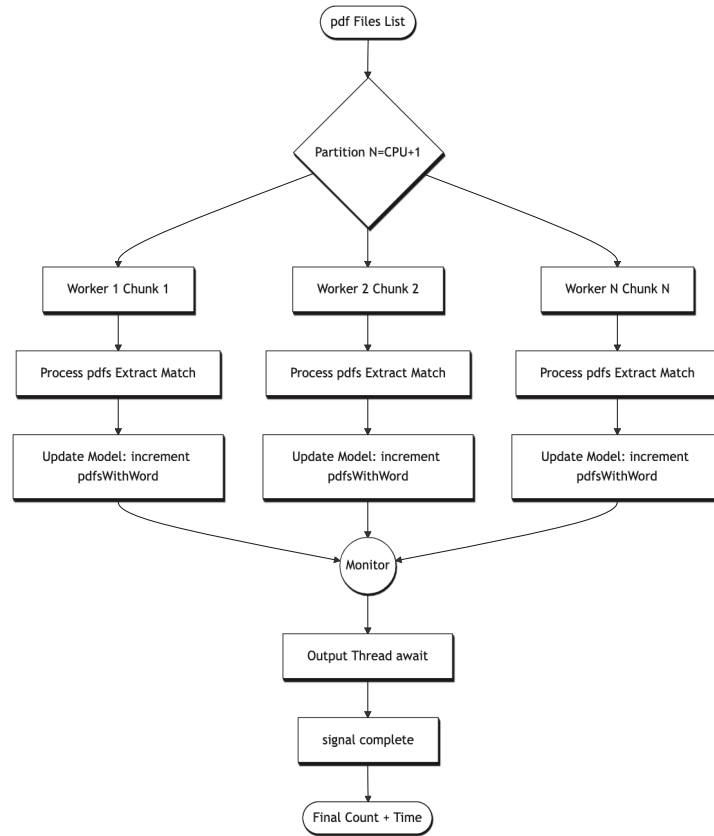 pdf Files List
Partition N=CPU+1
Worker 1 Chunk 1
Worker 2 Chunk 2
Worker N Chunk N
Process pdfs Extract Match
Process pdfs Extract Match
Process pdfs Extract Match
Update Model: increment
pdfsWithWord
Update Model: increment
pdfsWithWord
Update Model: increment
pdfsWithWord
Monitor
Output Thread await
signal complete
Final Count + Time